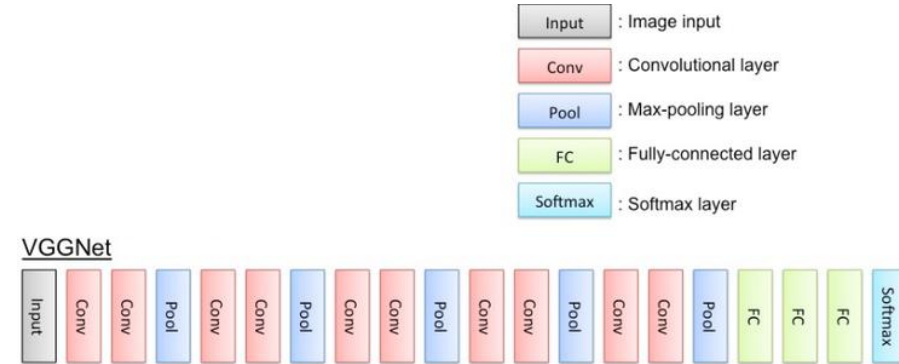 Input : Image input
Conv : Convolutional layer
Pool : Max-pooling layer
FC : Fully-connected layer
Softmax : Softmax layer
VGGNet
Input
Conv
Conv
Pool
Conv
Conv
Pool
Conv
Conv
Pool
Conv
Conv
Pool
Conv
Conv
Pool
FC
FC
FC
Softmax